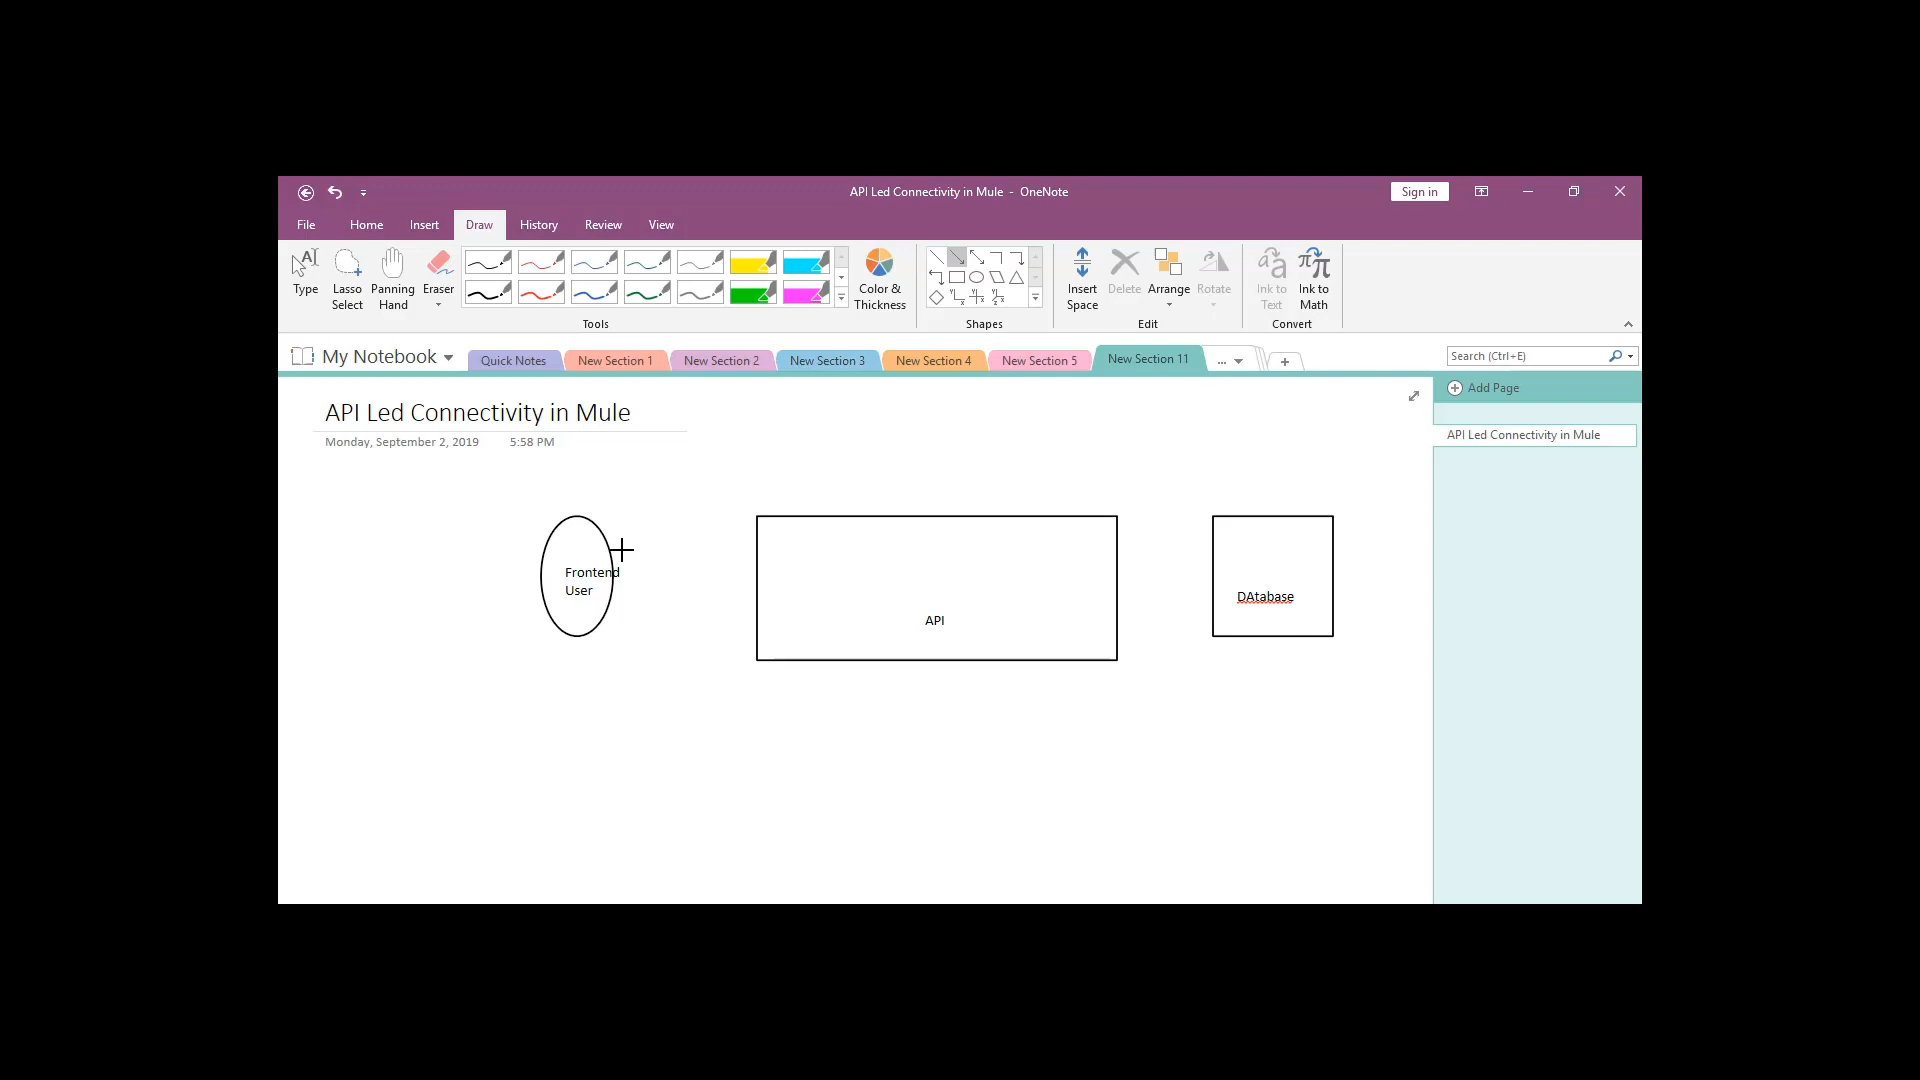 API Led Connectivity in Mule - OneNote
Sign in
File Home Insert Draw History Review View
Type
Lasso Select
Panning Hand
Eraser
Color & Thickness
Insert Space
Delete
Arrange
Rotate
Ink to Text
Ink to Math
Tools
Shapes
Edit
Convert
My Notebook
Quick Notes
New Section 1
New Section 2
New Section 3
New Section 4
New Section 5
New Section 11
...
Search (Ctrl+E)
Add Page
API Led Connectivity in Mule
API Led Connectivity in Mule
Monday, September 2, 2019 5:58 PM
Frontend
User
API
DAtabase